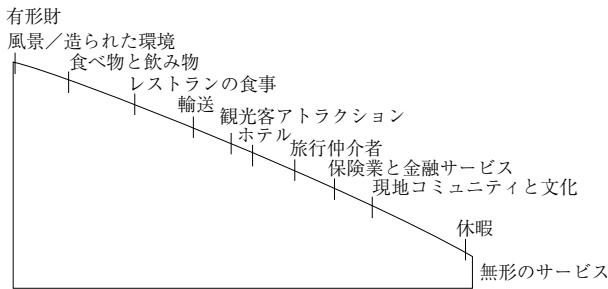 有形財
風景／造られた環境
食べ物と飲み物
レストランの食事
輸送
観光客アトラクション
ホテル
旅行仲介者
保険業と金融サービス
現地コミュニティと文化
休暇
無形のサービス